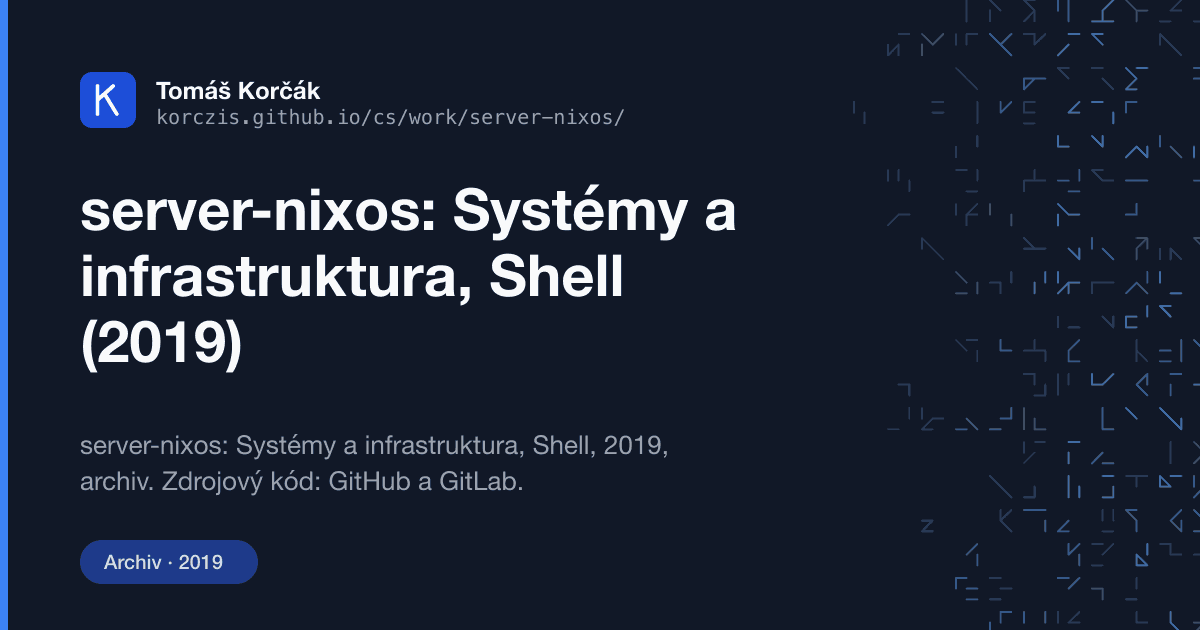 K
Tomáš Korčák
korczis.github.io/cs/work/server-nixos/
server-nixos: Systémy a
infrastruktura, Shell
(2019)
server-nixos: Systémy a infrastruktura, Shell, 2019,
archiv. Zdrojový kód: GitHub a GitLab.
Archiv · 2019